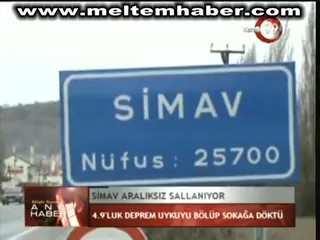 www.meltemhaber.com
SİMAV
Nüfus : 25700
SİMAV ARALIKSIZ SALLANIYOR
ANA
HABER
4.9'LUK DEPREM UYKUYU BÖLÜP SOKAĞA DÖKTÜ